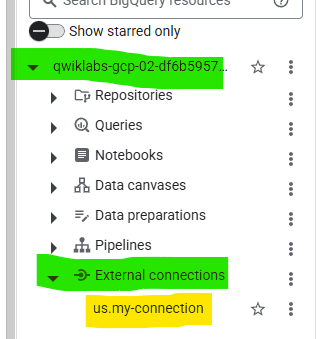 Search BigQuery resources
Show starred only
qwiklabs-gcp-02-df6b5957...
Repositories
Queries
Notebooks
Data canvases
Data preparations
Pipelines
External connections
us.my-connection